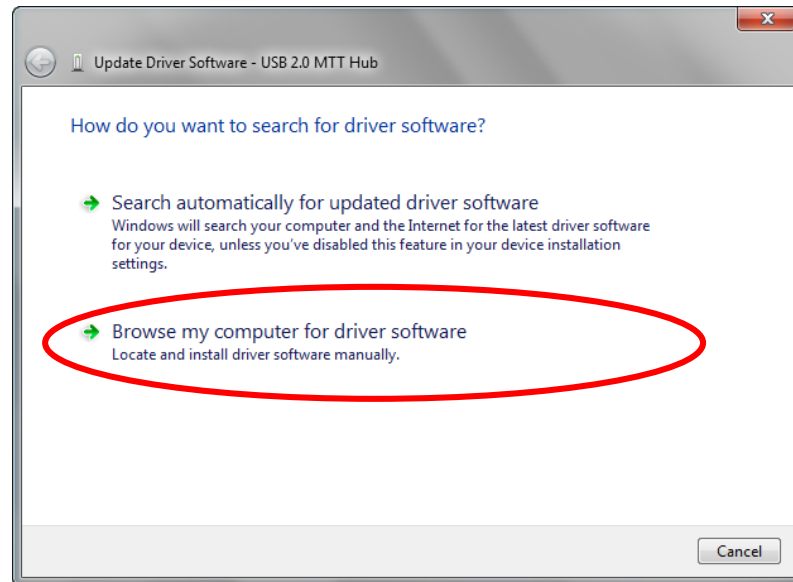 Update Driver Software - USB 2.0 MTT Hub
How do you want to search for driver software?
Search automatically for updated driver software
Windows will search your computer and the Internet for the latest driver software
for your device, unless you've disabled this feature in your device installation
settings.
Browse my computer for driver software
Locate and install driver software manually.
Cancel